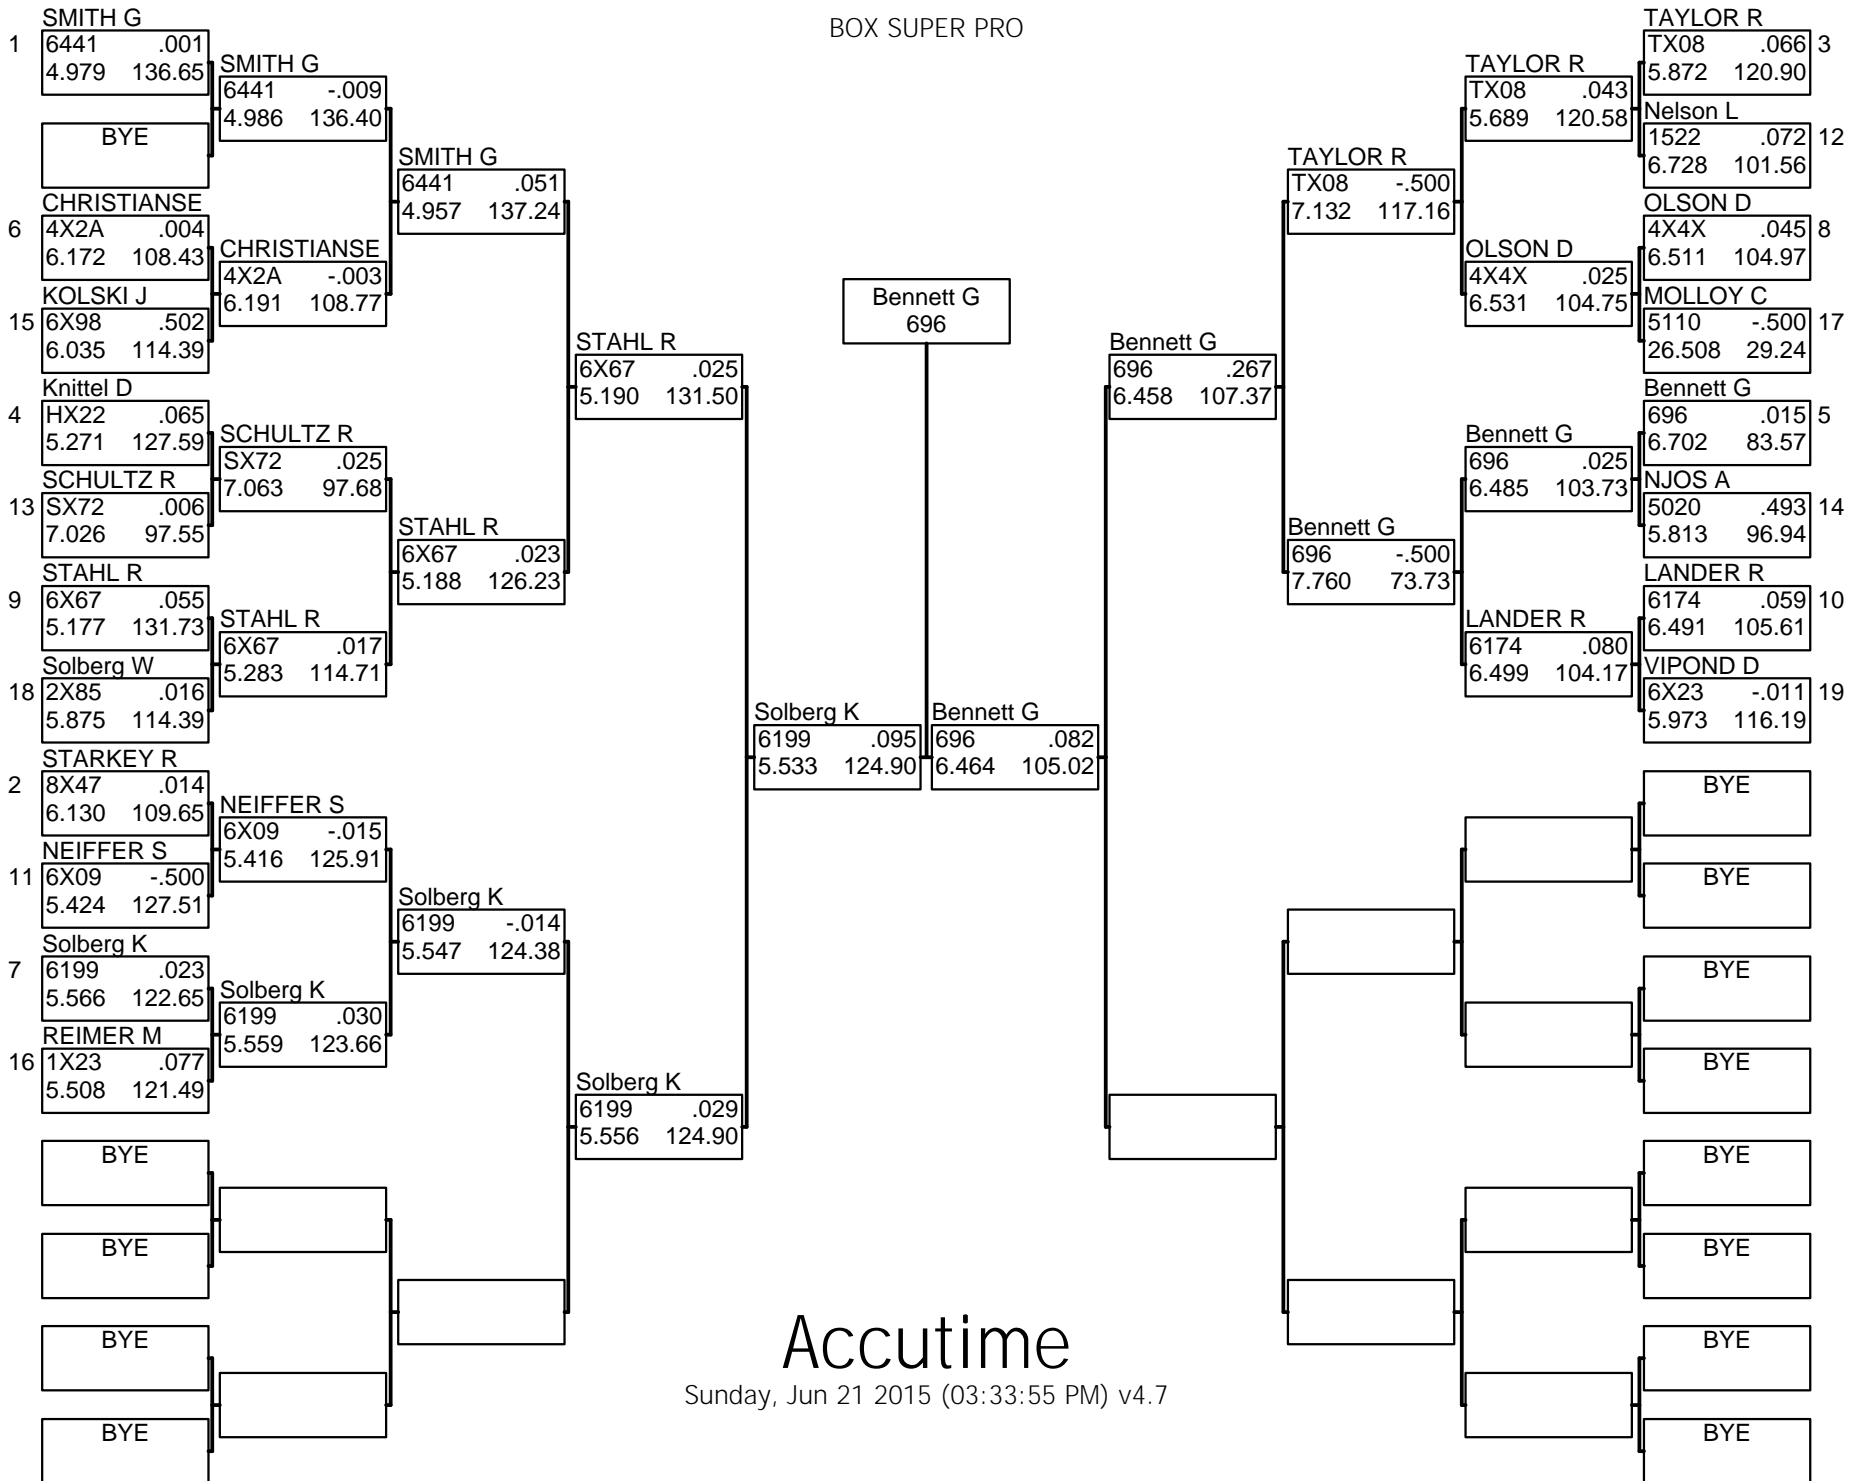 BOX SUPER PRO
SMITH G
1 6441 .001
4.979 136.65
BYE
CHRISTIANSE
6 4X2A .004
6.172 108.43
KOLSKI J
15 6X98 .502
6.035 114.39
Knittel D
4 HX22 .065
5.271 127.59
SCHULTZ R
13 SX72 .006
7.026 97.55
STAHL R
9 6X67 .055
5.177 131.73
Solberg W
18 2X85 .016
5.875 114.39
STARKEY R
2 8X47 .014
6.130 109.65
NEIFFER S
11 6X09 -.500
5.424 127.51
Solberg K
7 6199 .023
5.566 122.65
REIMER M
16 1X23 .077
5.508 121.49
BYE
BYE
BYE
BYE
SMITH G
6441 -.009
4.986 136.40
CHRISTIANSE
4X2A -.003
6.191 108.77
SCHULTZ R
SX72 .025
7.063 97.68
STAHL R
6X67 .017
5.283 114.71
NEIFFER S
6X09 -.015
5.416 125.91
Solberg K
6199 .030
5.559 123.66
SMITH G
6441 .051
4.957 137.24
STAHL R
6X67 .023
5.188 126.23
Solberg K
6199 -.014
5.547 124.38
STAHL R
6X67 .025
5.190 131.50
Solberg K
6199 .029
5.556 124.90
Solberg K
6199 .095
5.533 124.90
Bennett G
696
Bennett G
696 .082
6.464 105.02
Bennett G
696 .267
6.458 107.37
TAYLOR R
TX08 -.500
7.132 117.16
Bennett G
696 -.500
7.760 73.73
TAYLOR R
TX08 .043
5.689 120.58
OLSON D
4X4X .025
6.531 104.75
Bennett G
696 .025
6.485 103.73
LANDER R
6174 .080
6.499 104.17
TAYLOR R
TX08 .066 3
5.872 120.90
Nelson L
1522 .072 12
6.728 101.56
OLSON D
4X4X .045 8
6.511 104.97
MOLLOY C
5110 -.500 17
26.508 29.24
Bennett G
696 .015 5
6.702 83.57
NJOS A
5020 .493 14
5.813 96.94
LANDER R
6174 .059 10
6.491 105.61
VIPOND D
6X23 -.011 19
5.973 116.19
BYE
BYE
BYE
BYE
BYE
BYE
BYE
BYE
Accutime
Sunday, Jun 21 2015 (03:33:55 PM) v4.7